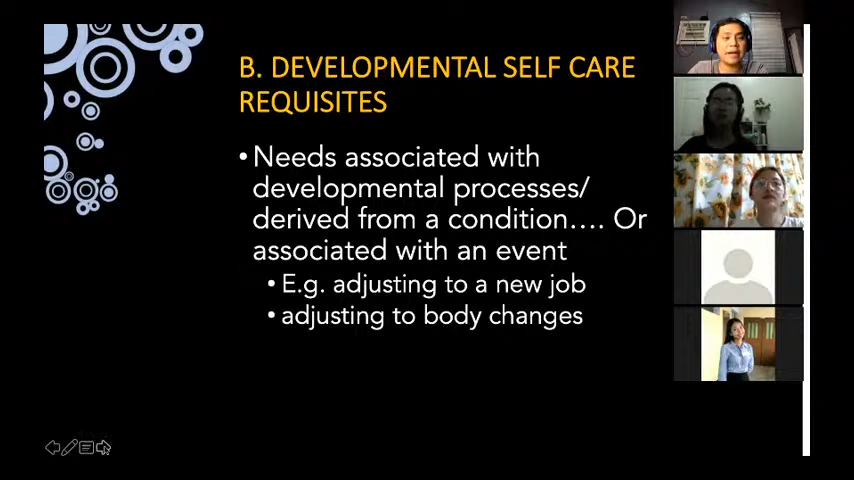 B. DEVELOPMENTAL SELF CARE
REQUISITES
• Needs associated with
developmental processes/
derived from a condition.... Or
associated with an event
• E.g. adjusting to a new job
• adjusting to body changes